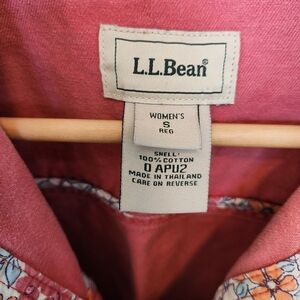 L.L.Bean®
WOMEN'S
S
REG
SHELL:
100% COTTON
0 APU2
MADE IN THAILAND
CARE ON REVERSE